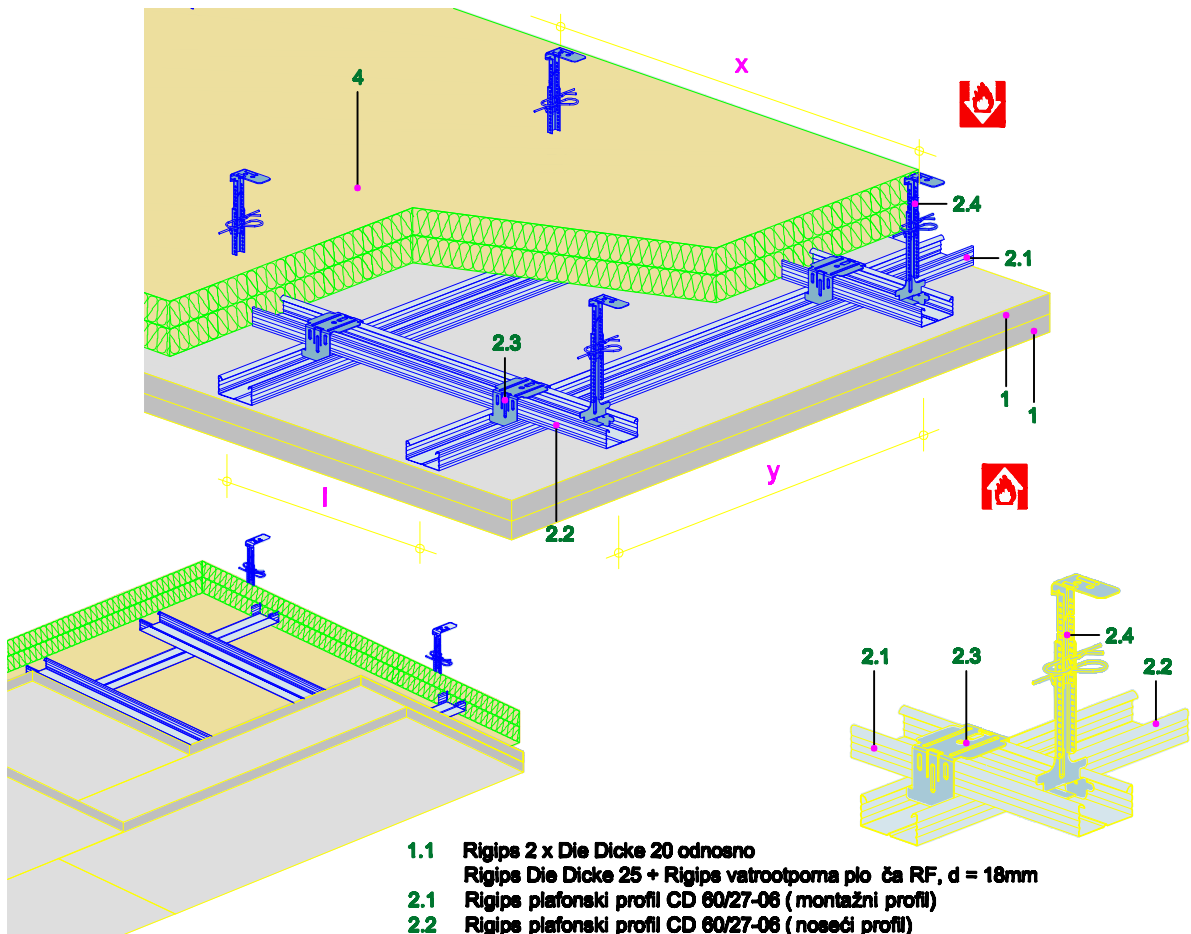 4
x
2.4
2.1
2.3
1
1
y
l
2.2
2.4
2.1
2.3
2.2
1.1 Rigips 2 x Die Dicke 20 odnosno
Rigips Die Dicke 25 + Rigips vatrootporna plo ča RF, d = 18mm
2.1 Rigips plafonski profil CD 60/27-06 ( montažni profil)
2.2 Rigips plafonski profil CD 60/27-06 ( noseći profil)